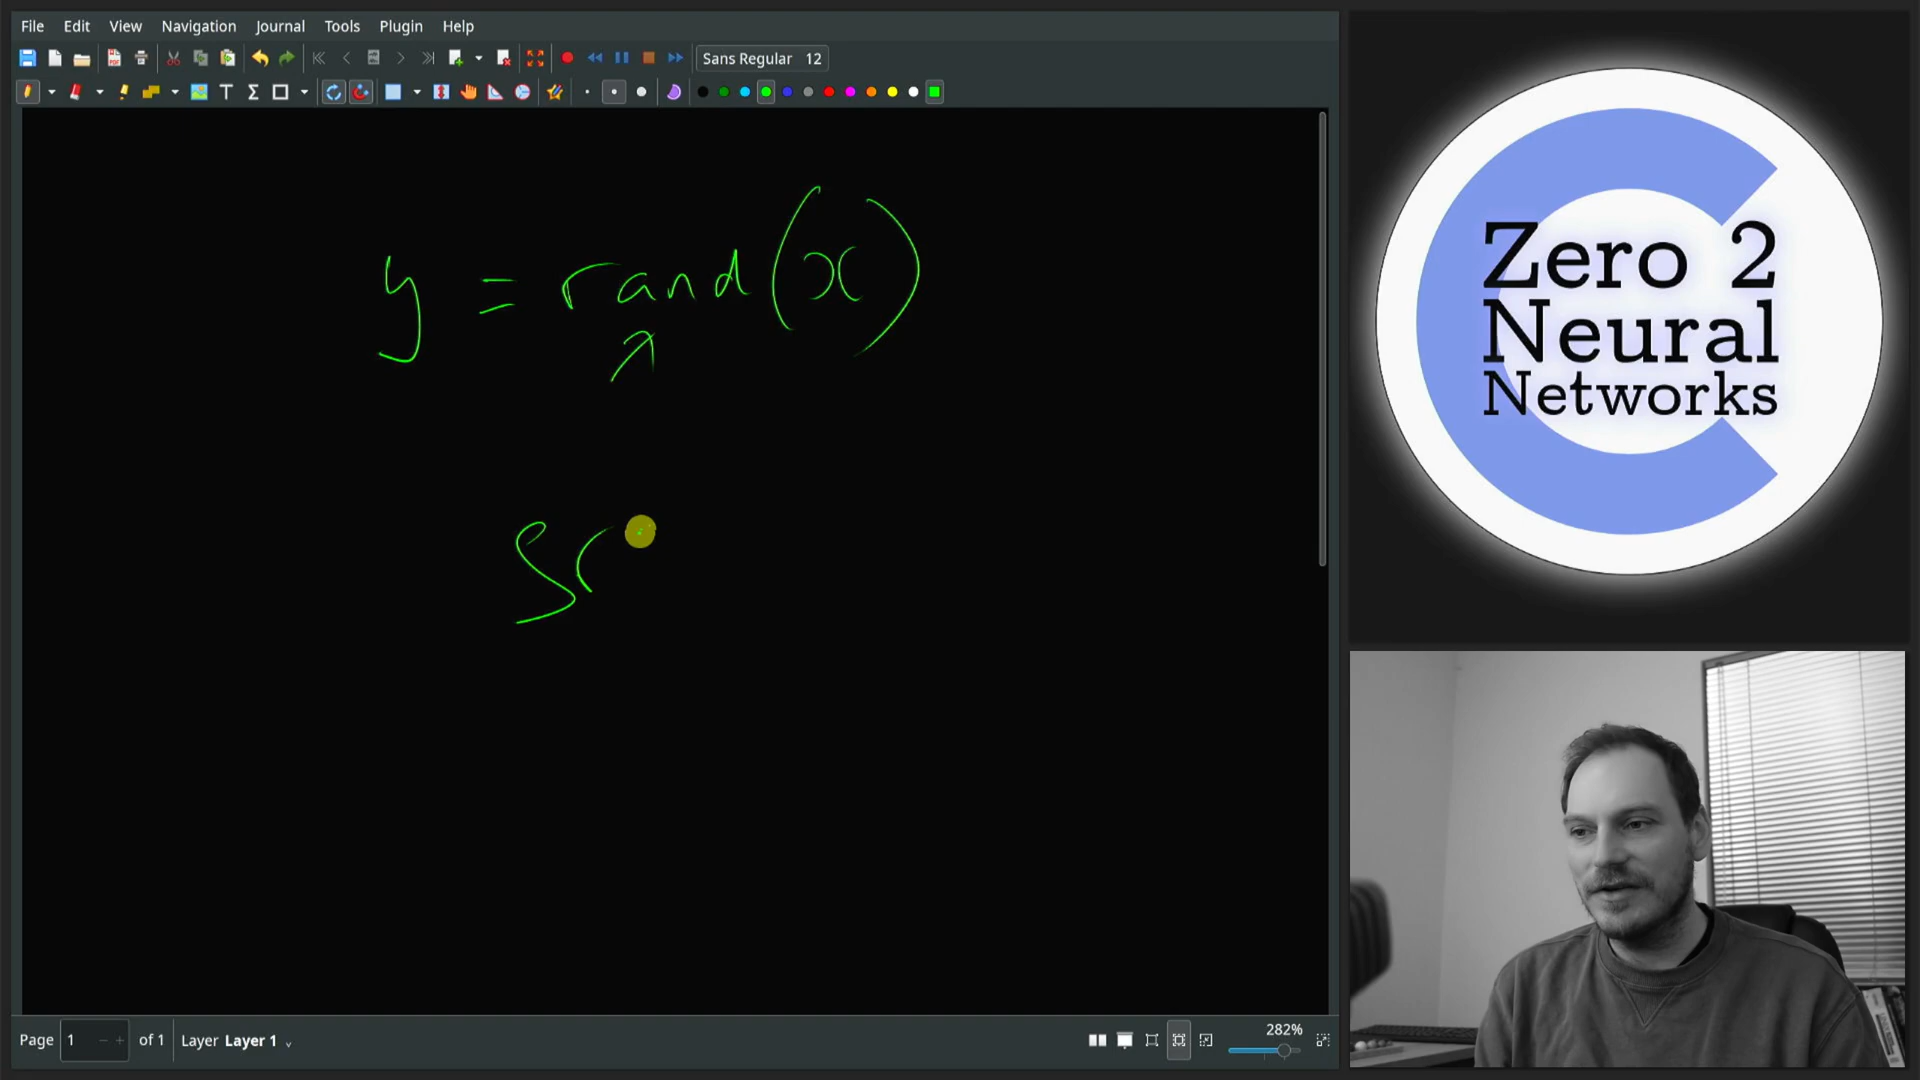 File Edit View Navigation Journal Tools Plugin Help
Sans Regular 12
y = rand(x)
Sr
Zero 2
Neural
Networks
Page 1 of 1 Layer Layer 1
282%